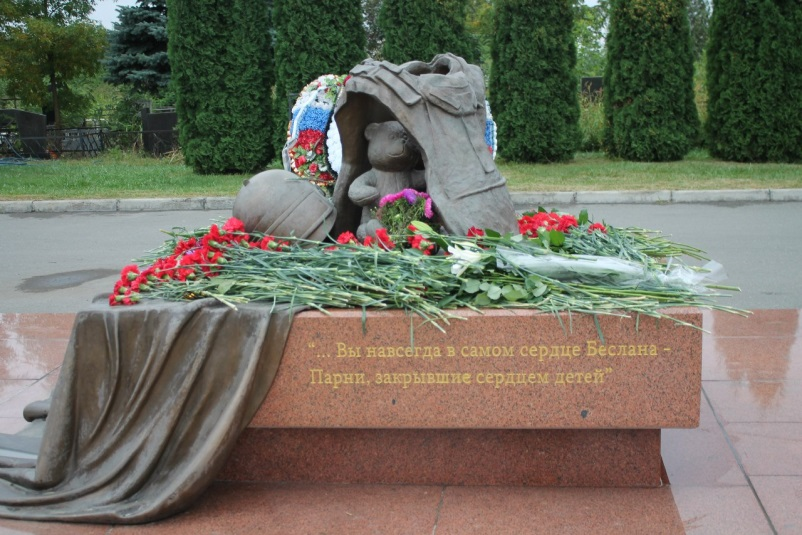 “... Вы навсегда в самом сердце Беслана -
Парни, закрывшие сердцем детей”